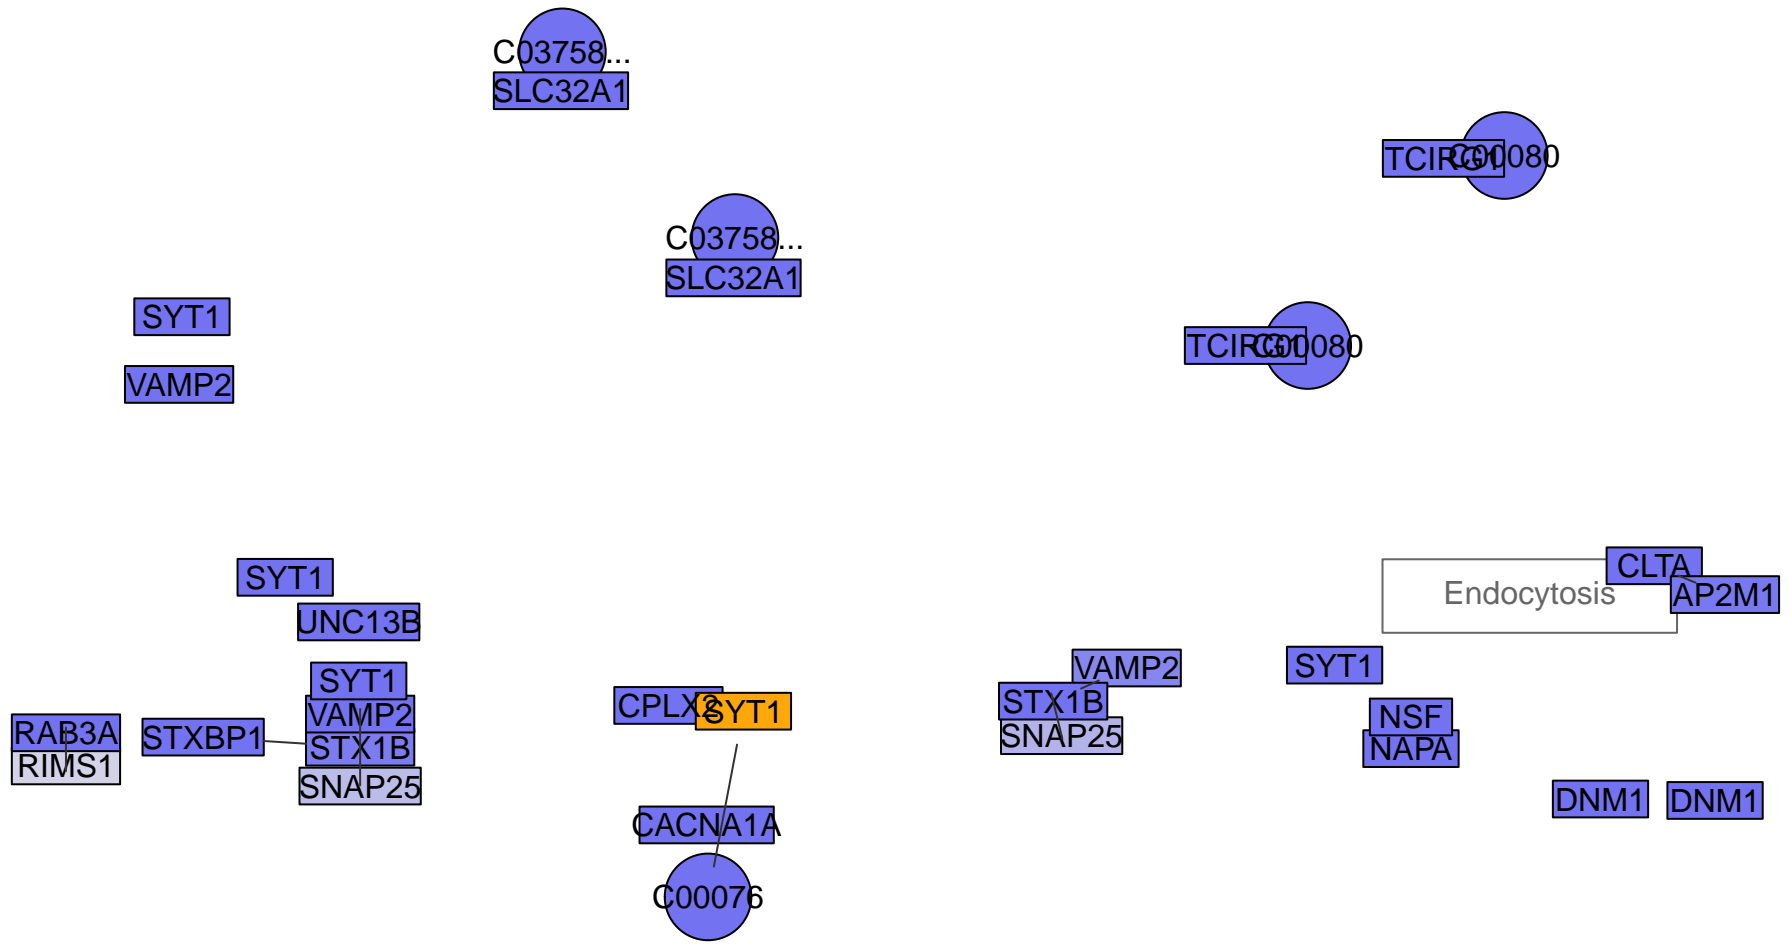 C03758...
SLC32A1
TCIRG1
C00080
C03758...
SLC32A1
SYT1
TCIRG1
C00080
VAMP2
SYT1
UNC13B
CLTA
Endocytosis
AP2M1
SYT1
VAMP2
SYT1
CPLX2
SYT1
STX1B
VAMP2
NSF
RAB3A
STXBP1
STX1B
SNAP25
NAPA
RIMS1
SNAP25
DNM1
DNM1
CACNA1A
C00076